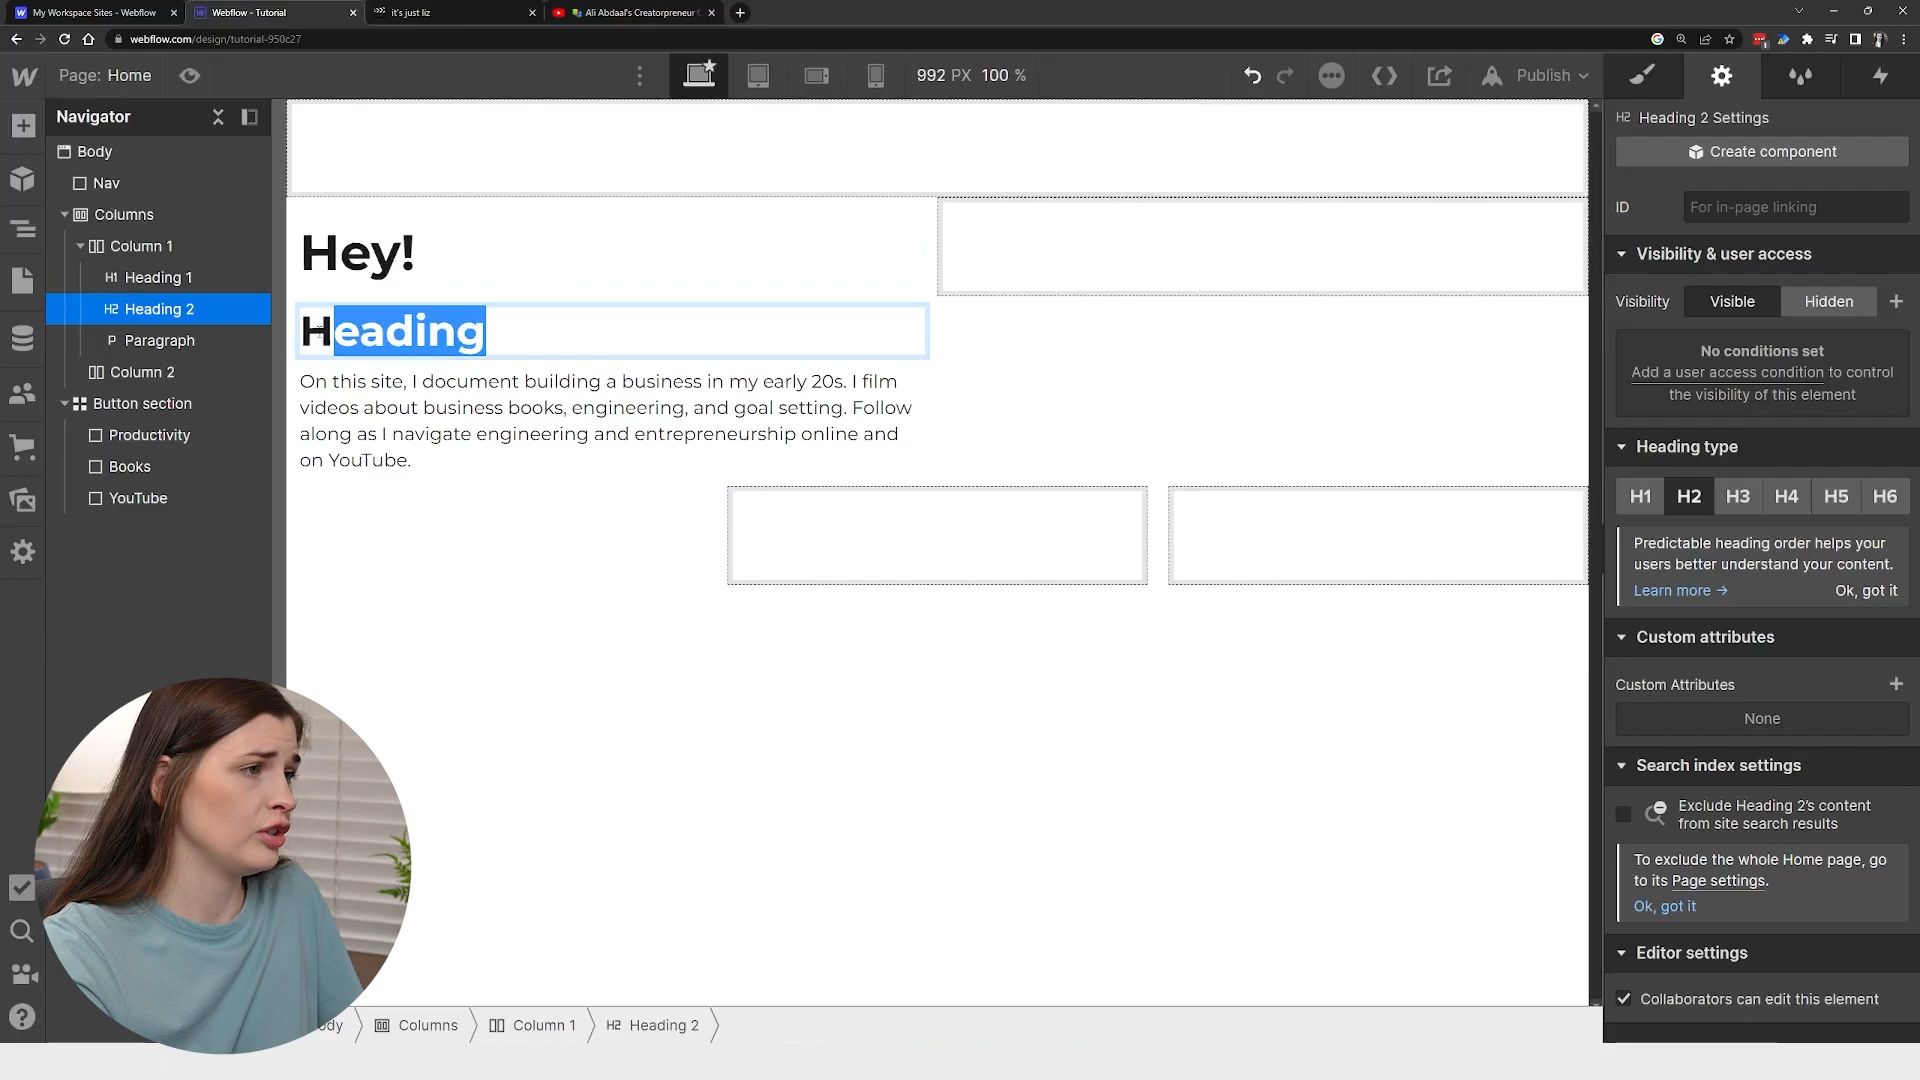 My Workspace Sites - Webflow
Webflow - Tutorial
it's just liz
Ali Abdaal's Creatorpreneur
webflow.com/design/tutorial-950c27
Page: Home
992 PX 100 %
Publish
Navigator
Body
Nav
Columns
Column 1
H1 Heading 1
H2 Heading 2
P Paragraph
Column 2
Button section
Productivity
Books
YouTube
Hey!
Heading
On this site, I document building a business in my early 20s. I film
videos about business books, engineering, and goal setting. Follow
along as I navigate engineering and entrepreneurship online and
on YouTube.
ody
Columns
Column 1
H2 Heading 2
H2 Heading 2 Settings
Create component
ID For in-page linking
Visibility & user access
Visibility Visible Hidden
No conditions set
Add a user access condition to control
the visibility of this element
Heading type
H1 H2 H3 H4 H5 H6
Predictable heading order helps your
users better understand your content.
Learn more → Ok, got it
Custom attributes
Custom Attributes
None
Search index settings
Exclude Heading 2's content
from site search results
To exclude the whole Home page, go
to its Page settings.
Ok, got it
Editor settings
Collaborators can edit this element